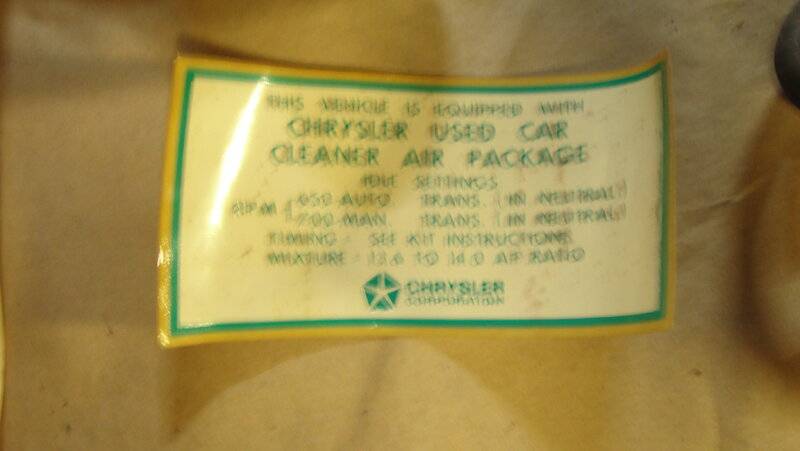 THIS VEHICLE IS EQUIPPED WITH
CHRYSLER USED CAR
CLEANER AIR PACKAGE
IDLE SETTINGS
RPM { 650-AUTO. TRANS. (IN NEUTRAL)
700-MAN. TRANS. (IN NEUTRAL)
TIMING - SEE KIT INSTRUCTIONS
MIXTURE - 13.6 TO 14.0 A/F RATIO
CHRYSLER
CORPORATION